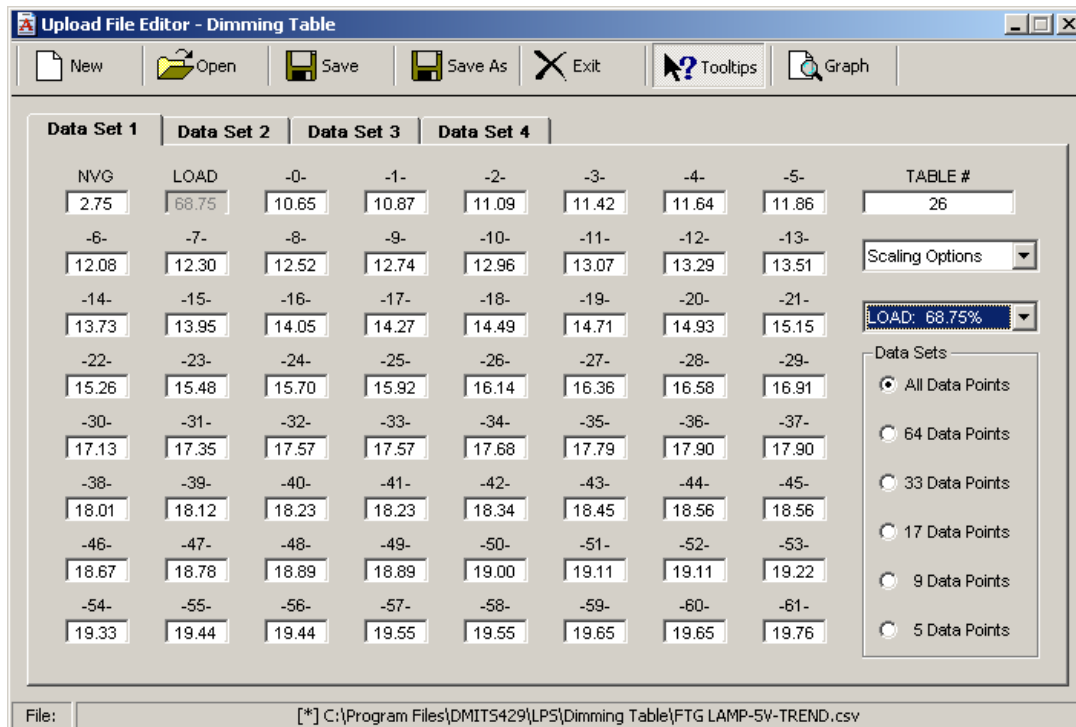 Upload File Editor - Dimming Table
New Open Save Save As Exit Tooltips Graph
Data Set 1 Data Set 2 Data Set 3 Data Set 4
NVG LOAD -0- -1- -2- -3- -4- -5- TABLE #
2.75 68.75 10.65 10.87 11.09 11.42 11.64 11.86 26
-6- -7- -8- -9- -10- -11- -12- -13-
12.08 12.30 12.52 12.74 12.96 13.07 13.29 13.51 Scaling Options
-14- -15- -16- -17- -18- -19- -20- -21-
13.73 13.95 14.05 14.27 14.49 14.71 14.93 15.15 LOAD: 68.75%
-22- -23- -24- -25- -26- -27- -28- -29- Data Sets
15.26 15.48 15.70 15.92 16.14 16.36 16.58 16.91 All Data Points
-30- -31- -32- -33- -34- -35- -36- -37- 64 Data Points
17.13 17.35 17.57 17.57 17.68 17.79 17.90 17.90
-38- -39- -40- -41- -42- -43- -44- -45- 33 Data Points
18.01 18.12 18.23 18.23 18.34 18.45 18.56 18.56
-46- -47- -48- -49- -50- -51- -52- -53- 17 Data Points
18.67 18.78 18.89 18.89 19.00 19.11 19.11 19.22 9 Data Points
-54- -55- -56- -57- -58- -59- -60- -61-
19.33 19.44 19.44 19.55 19.55 19.65 19.65 19.76 5 Data Points
File: [*] C:\Program Files\DMITS429\LPS\Dimming Table\FTG LAMP-5V-TREND.csv